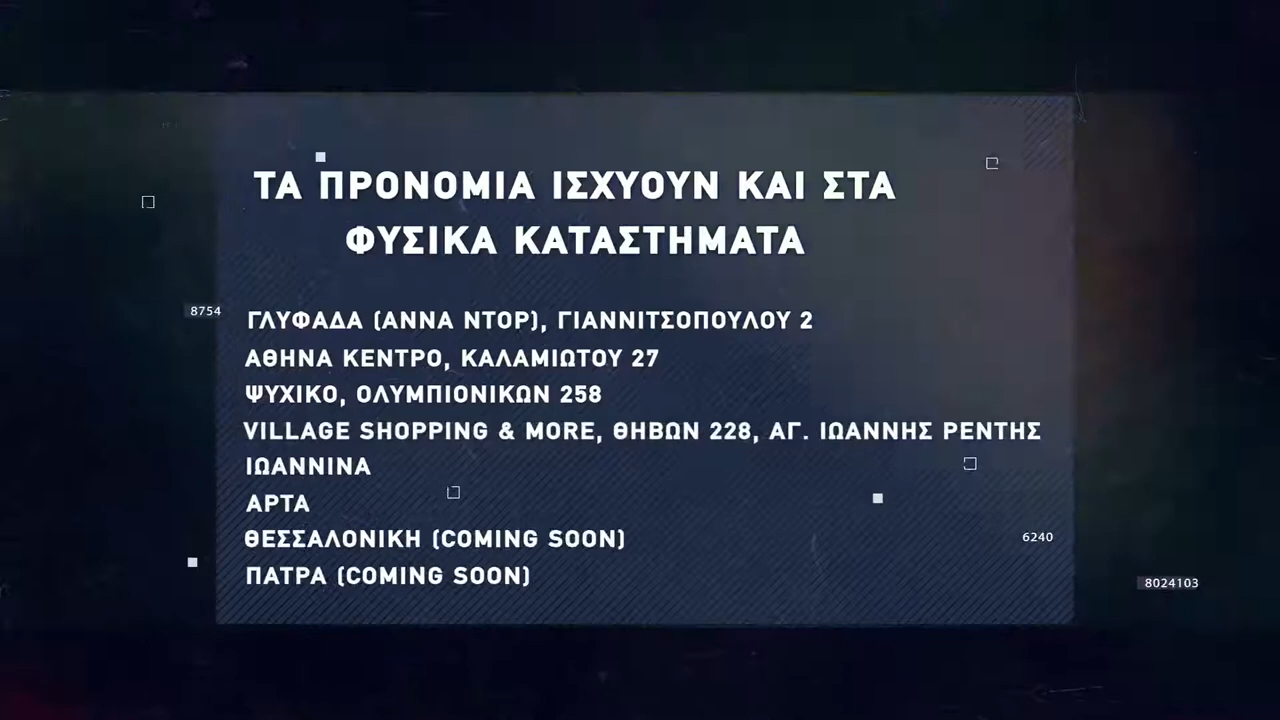 ΤΑ ΠΡΟΝΟΜΙΑ ΙΣΧΥΟΥΝ ΚΑΙ ΣΤΑ
ΦΥΣΙΚΑ ΚΑΤΑΣΤΗΜΑΤΑ
8754
ΓΛΥΦΑΔΑ (ΑΝΝΑ ΝΤΟΡ), ΓΙΑΝΝΙΤΣΟΠΟΥΛΟΥ 2
ΑΘΗΝΑ ΚΕΝΤΡΟ, ΚΑΛΑΜΙΩΤΟΥ 27
ΨΥΧΙΚΟ, ΟΛΥΜΠΙΟΝΙΚΩΝ 258
VILLAGE SHOPPING & MORE, ΘΗΒΩΝ 228, ΑΓ. ΙΩΑΝΝΗΣ ΡΕΝΤΗΣ
ΙΩΑΝΝΙΝΑ
ΑΡΤΑ
ΘΕΣΣΑΛΟΝΙΚΗ (COMING SOON)
6240
ΠΑΤΡΑ (COMING SOON)
8024103